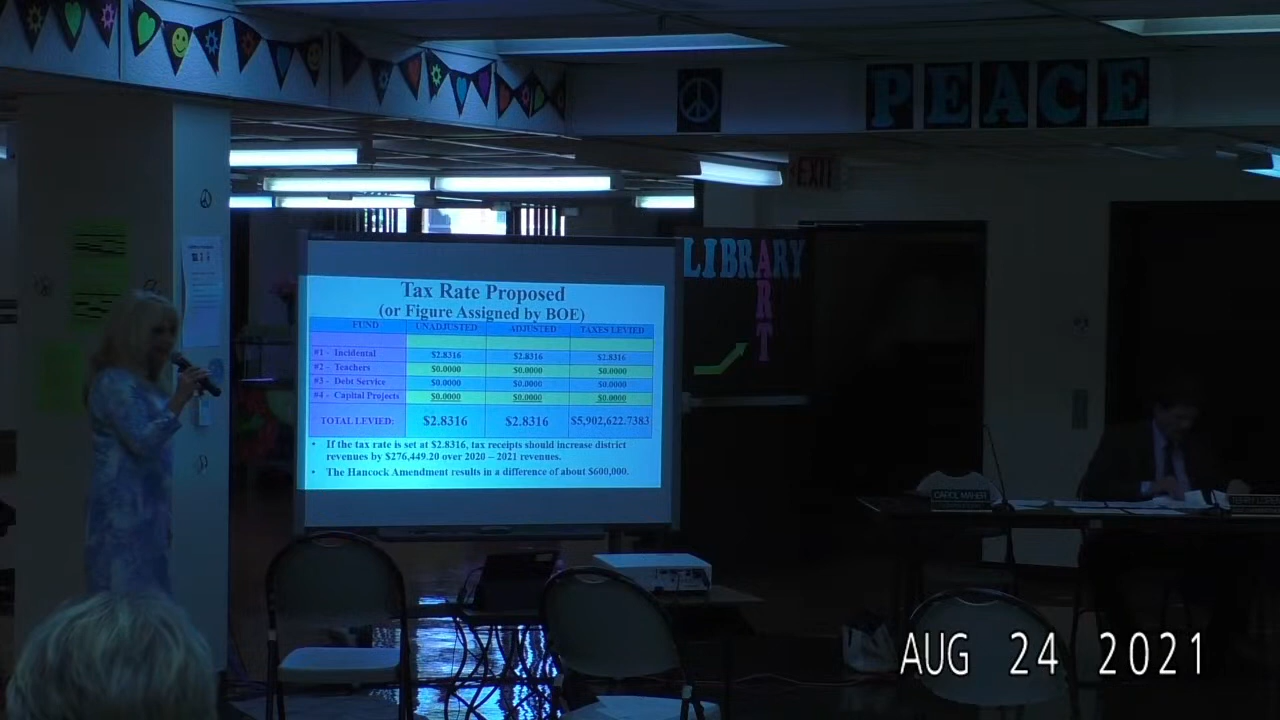 PEACE
EXIT
LIBRARY
ART
Tax Rate Proposed
(or Figure Assigned by BOE)
FUND UNADJUSTED ADJUSTED TAXES LEVIED
#1 - Incidental $2.8316 $2.8316 $2.8316
#2 - Teachers $0.0000 $0.0000 $0.0000
#3 - Debt Service $0.0000 $0.0000 $0.0000
#4 - Capital Projects $0.0000 $0.0000 $0.0000
TOTAL LEVIED: $2.8316 $2.8316 $5,902,622.7383
• If the tax rate is set at $2.8316, tax receipts should increase district
revenues by $276,449.20 over 2020 – 2021 revenues.
• The Hancock Amendment results in a difference of about $600,000.
CAROL MAHER
AUG 24 2021